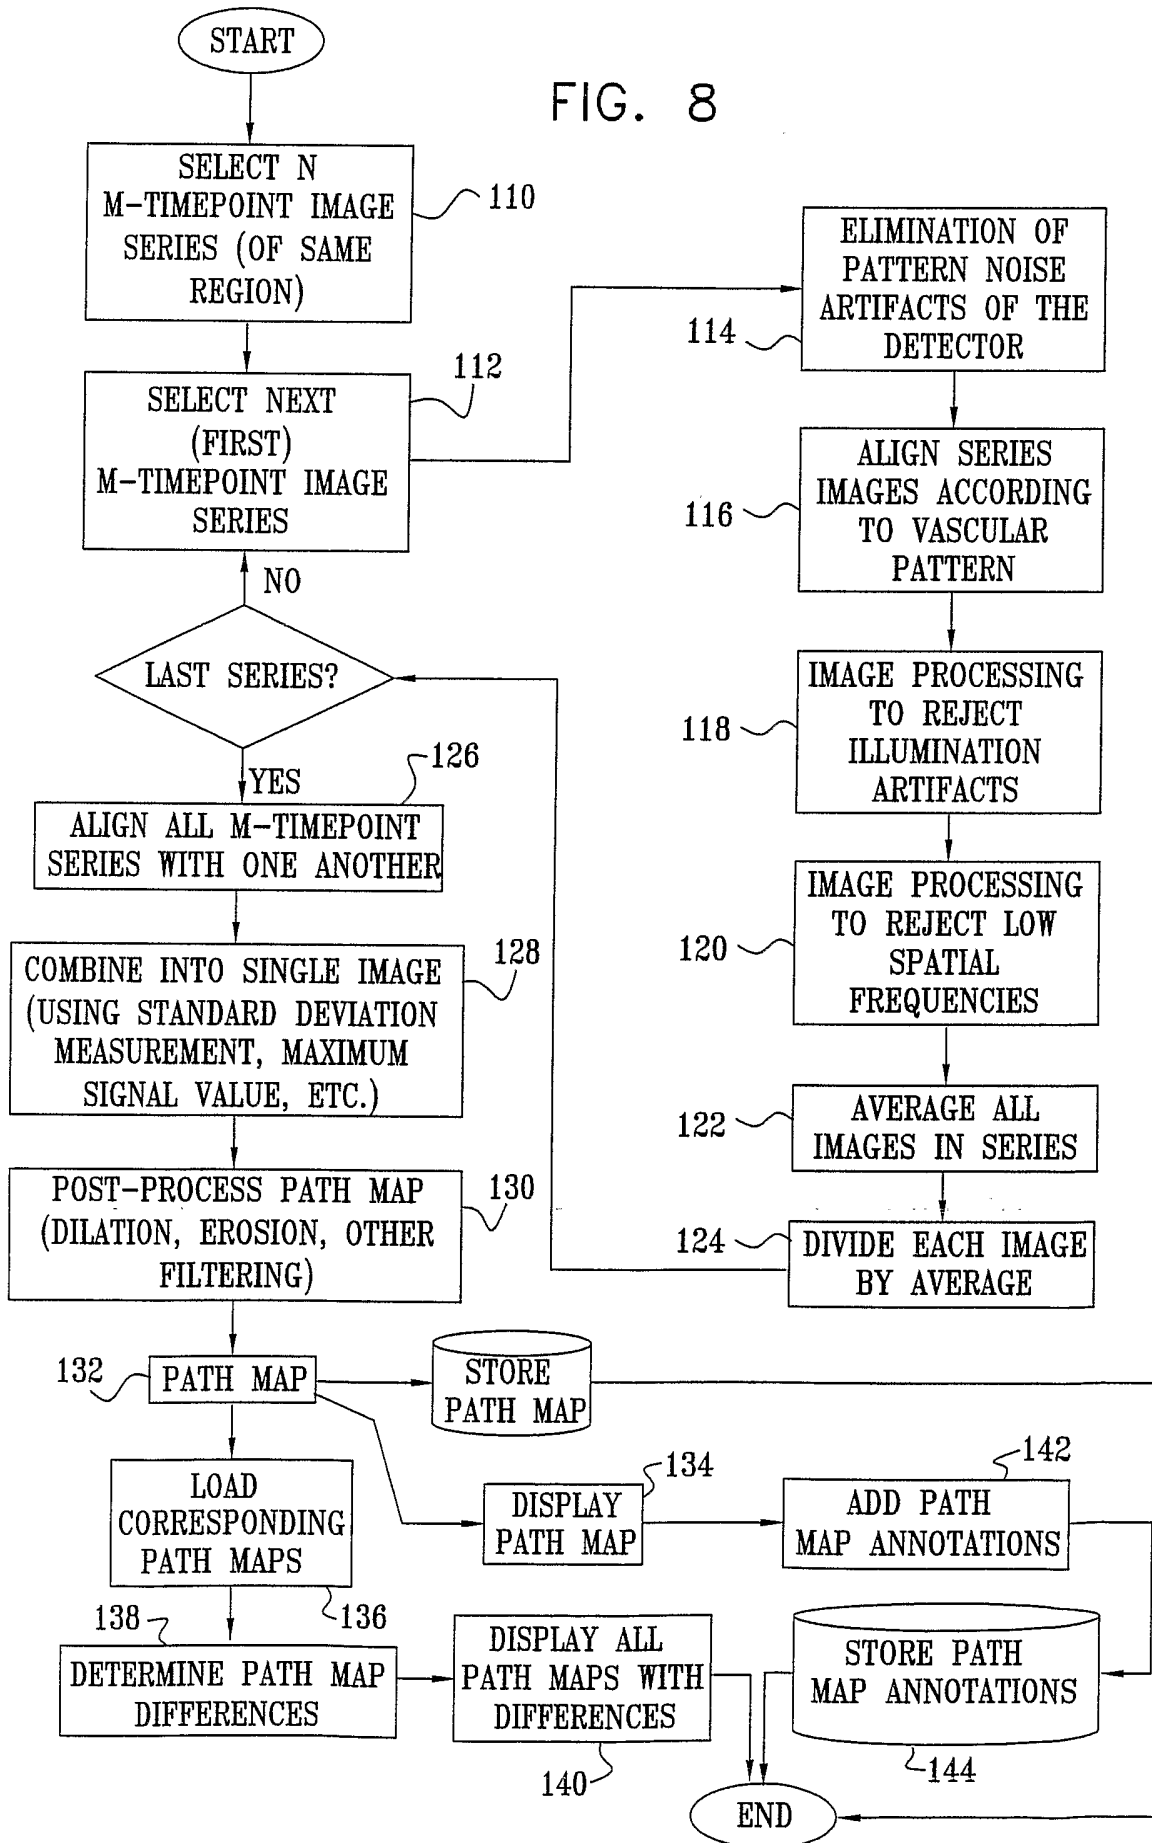 START
FIG. 8
SELECT N
M-TIMEPOINT IMAGE
SERIES (OF SAME
REGION)
110
112
SELECT NEXT
(FIRST)
M-TIMEPOINT IMAGE
SERIES
ELIMINATION OF
PATTERN NOISE
ARTIFACTS OF THE
DETECTOR
114
ALIGN SERIES
IMAGES ACCORDING
TO VASCULAR
PATTERN
116
IMAGE PROCESSING
TO REJECT
ILLUMINATION
ARTIFACTS
118
IMAGE PROCESSING
TO REJECT LOW
SPATIAL
FREQUENCIES
120
AVERAGE ALL
IMAGES IN SERIES
122
DIVIDE EACH IMAGE
BY AVERAGE
124
NO
LAST SERIES?
YES
126
ALIGN ALL M-TIMEPOINT
SERIES WITH ONE ANOTHER
COMBINE INTO SINGLE IMAGE
(USING STANDARD DEVIATION
MEASUREMENT, MAXIMUM
SIGNAL VALUE, ETC.)
128
POST-PROCESS PATH MAP
(DILATION, EROSION, OTHER
FILTERING)
130
132
PATH MAP
STORE
PATH MAP
LOAD
CORRESPONDING
PATH MAPS
136
134
DISPLAY
PATH MAP
142
ADD PATH
MAP ANNOTATIONS
138
DETERMINE PATH MAP
DIFFERENCES
DISPLAY ALL
PATH MAPS WITH
DIFFERENCES
140
STORE PATH
MAP ANNOTATIONS
144
END